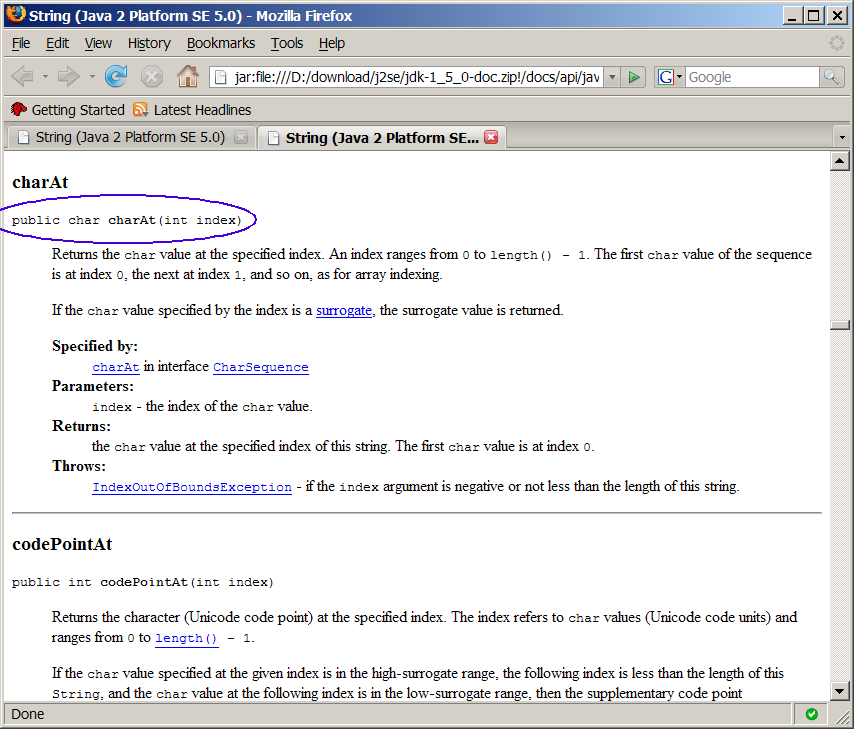 String (Java 2 Platform SE 5.0) - Mozilla Firefox
File Edit View History Bookmarks Tools Help
jar:file:///D:/download/j2se/jdk-1_5_0-doc.zip!/docs/api/jav
G Google
Getting Started Latest Headlines
String (Java 2 Platform SE 5.0) String (Java 2 Platform SE...
charAt
public char charAt(int index)
Returns the char value at the specified index. An index ranges from 0 to length() - 1. The first char value of the sequence
is at index 0, the next at index 1, and so on, as for array indexing.
If the char value specified by the index is a surrogate, the surrogate value is returned.
Specified by:
charAt in interface CharSequence
Parameters:
index - the index of the char value.
Returns:
the char value at the specified index of this string. The first char value is at index 0.
Throws:
IndexOutOfBoundsException - if the index argument is negative or not less than the length of this string.
codePointAt
public int codePointAt(int index)
Returns the character (Unicode code point) at the specified index. The index refers to char values (Unicode code units) and
ranges from 0 to length() - 1.
If the char value specified at the given index is in the high-surrogate range, the following index is less than the length of this
String, and the char value at the following index is in the low-surrogate range, then the supplementary code point
Done